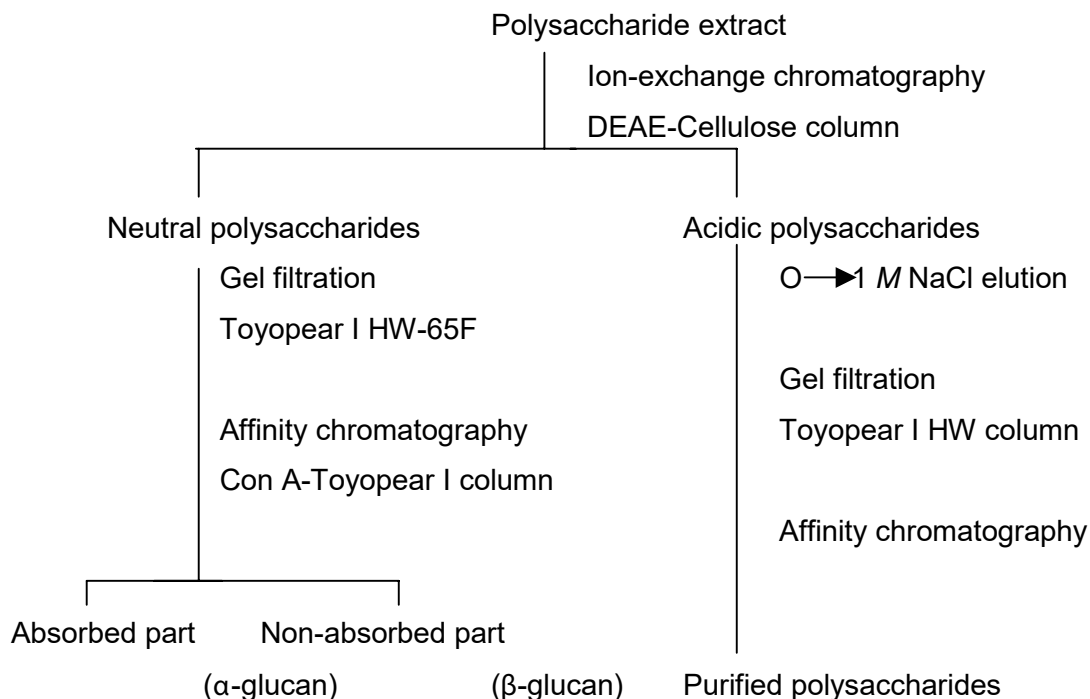 Polysaccharide extract
Ion-exchange chromatography
DEAE-Cellulose column
Neutral polysaccharides
Gel filtration
Toyopear I HW-65F
Affinity chromatography
Con A-Toyopear I column
Absorbed part
Non-absorbed part
(α-glucan)
(β-glucan)
Acidic polysaccharides
O→1 M NaCl elution
Gel filtration
Toyopear I HW column
Affinity chromatography
Purified polysaccharides